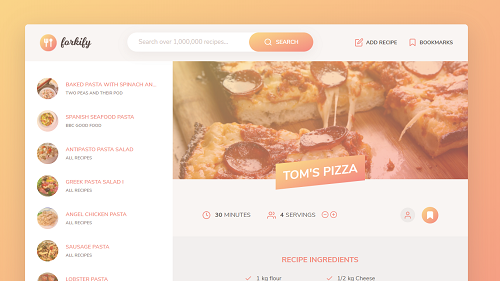 forkify
Search over 1,000,000 recipes...
SEARCH
ADD RECIPE
BOOKMARKS
BAKED PASTA WITH SPINACH AN...
TWO PEAS AND THEIR POD
SPANISH SEAFOOD PASTA
BBC GOOD FOOD
ANTIPASTO PASTA SALAD
ALL RECIPES
GREEK PASTA SALAD I
ALL RECIPES
ANGEL CHICKEN PASTA
ALL RECIPES
SAUSAGE PASTA
ALL RECIPES
LOBSTER PASTA
TOM'S PIZZA
30 MINUTES
4 SERVINGS
RECIPE INGREDIENTS
1 kg flour
1/2 kg Cheese